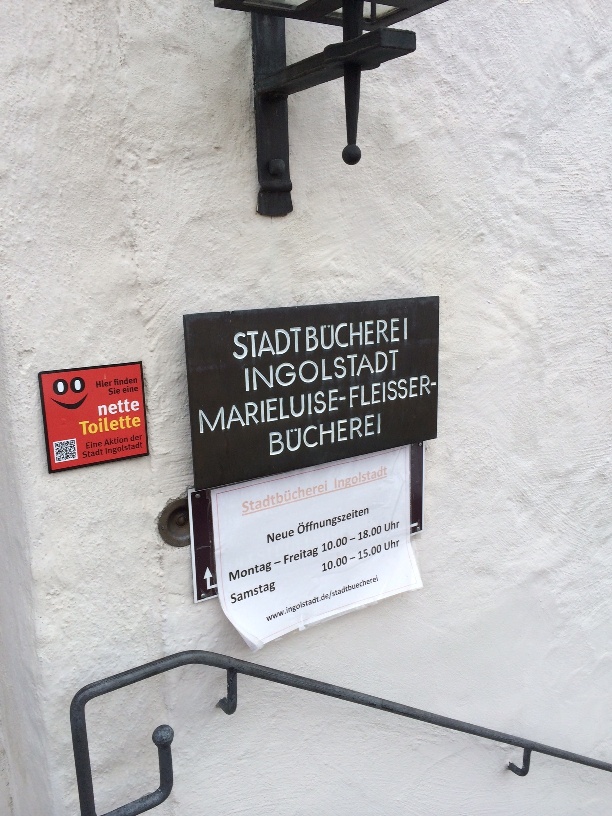 STADTBÜCHEREI
INGOLSTADT
MARIELUISE-FLEISSER-
BÜCHEREI
Hier finden
Sie eine
nette
Toilette
Eine Aktion der
Stadt Ingolstadt
Stadtbücherei Ingolstadt
Neue Öffnungszeiten
Montag – Freitag 10.00 – 18.00 Uhr
Samstag 10.00 – 15.00 Uhr
www.ingolstadt.de/stadtbuecherei